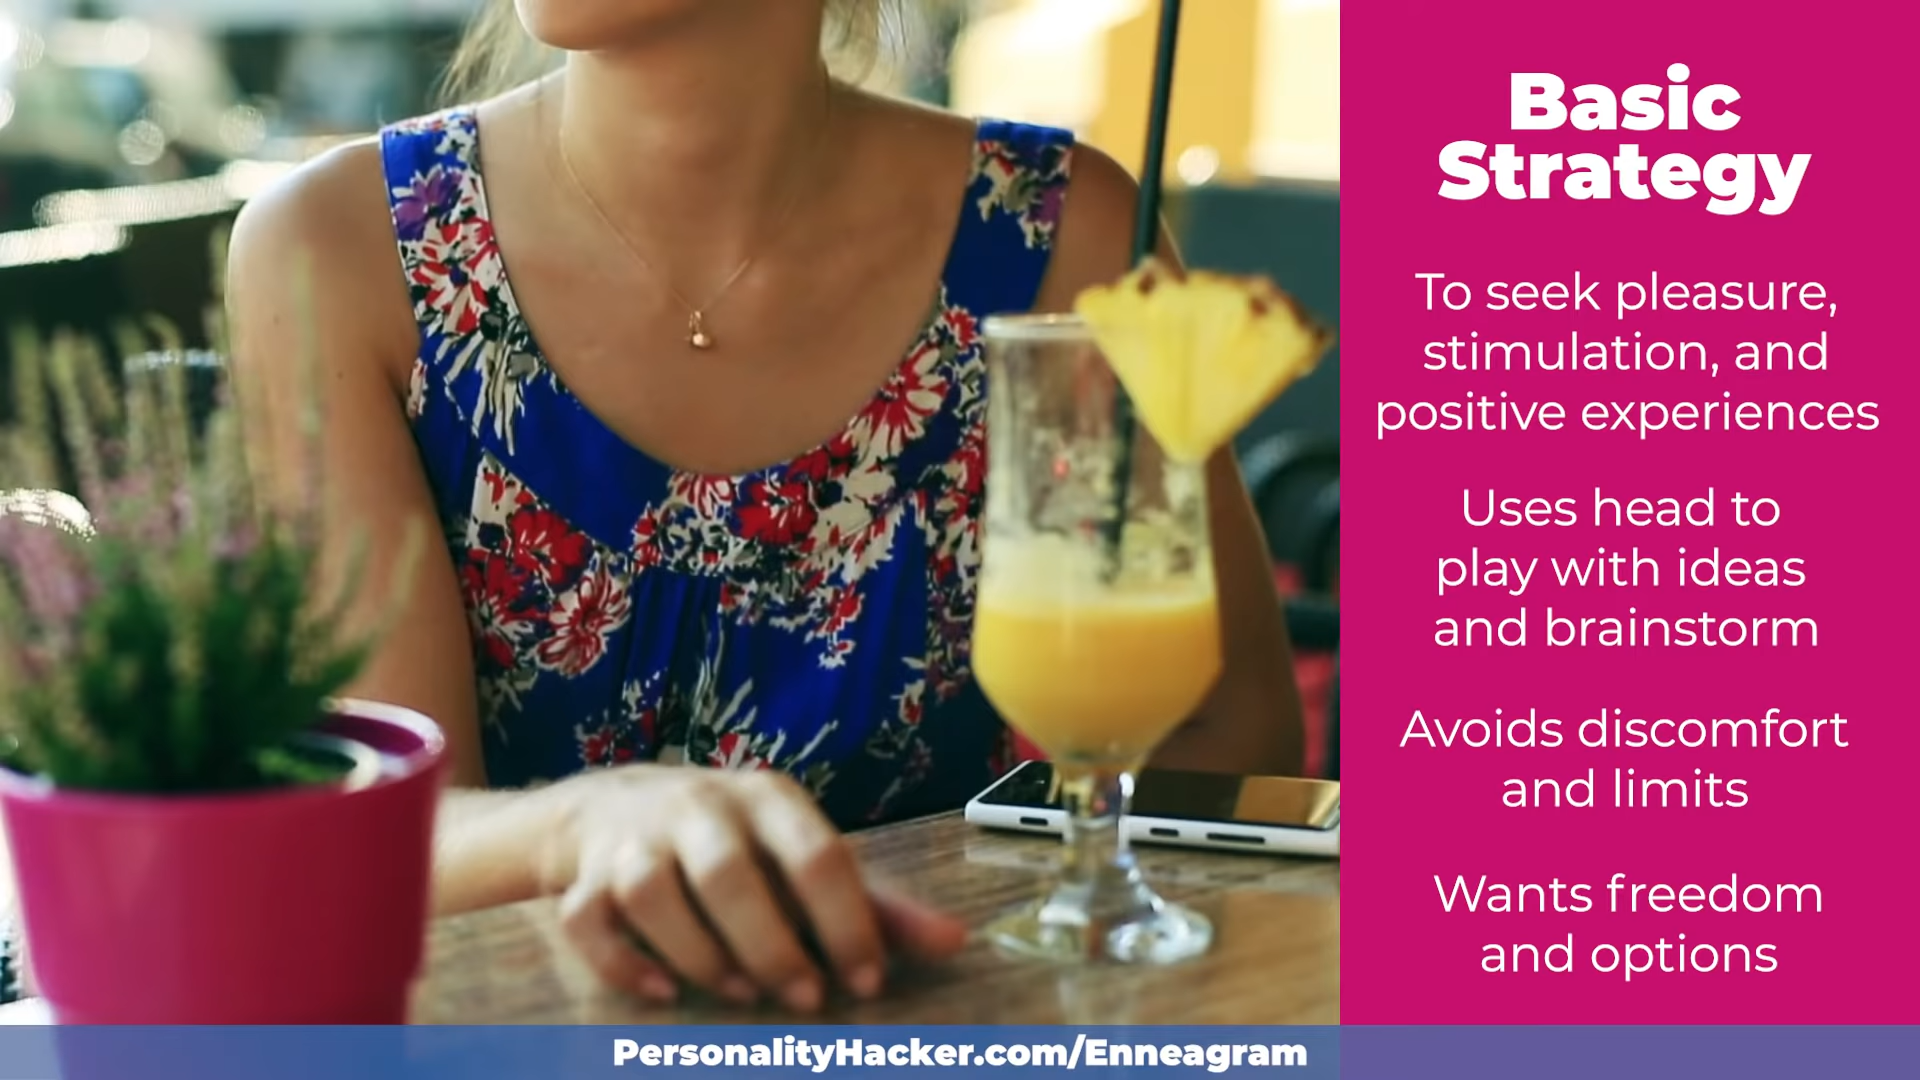 Basic
Strategy
To seek pleasure,
stimulation, and
positive experiences
Uses head to
play with ideas
and brainstorm
Avoids discomfort
and limits
Wants freedom
and options
PersonalityHacker.com/Enneagram